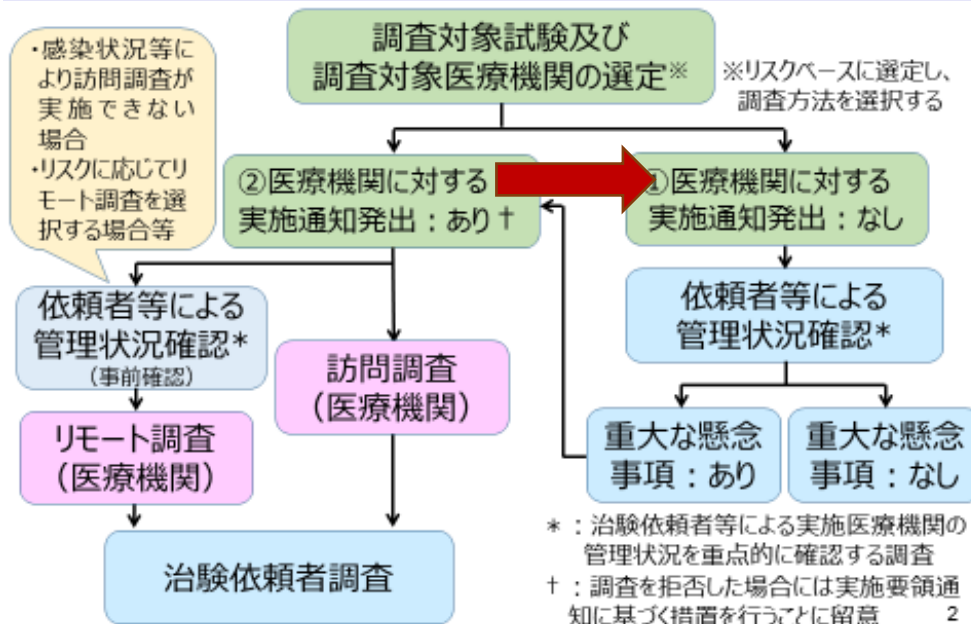 ・感染状況等に
より訪問調査が
実施できない
場合
・リスクに応じてリ
モート調査を選
択する場合等
調査対象試験及び
調査対象医療機関の選定※
※リスクベースに選定し、
調査方法を選択する
②医療機関に対する
実施通知発出：あり†
①医療機関に対する
実施通知発出：なし
依頼者等による
管理状況確認*
（事前確認）
訪問調査
（医療機関）
依頼者等による
管理状況確認*
リモート調査
（医療機関）
重大な懸念
事項：あり
重大な懸念
事項：なし
治験依頼者調査
*：治験依頼者等による実施医療機関の
管理状況を重点的に確認する調査
†：調査を拒否した場合には実施要領通
知に基づく措置を行うことに留意
2